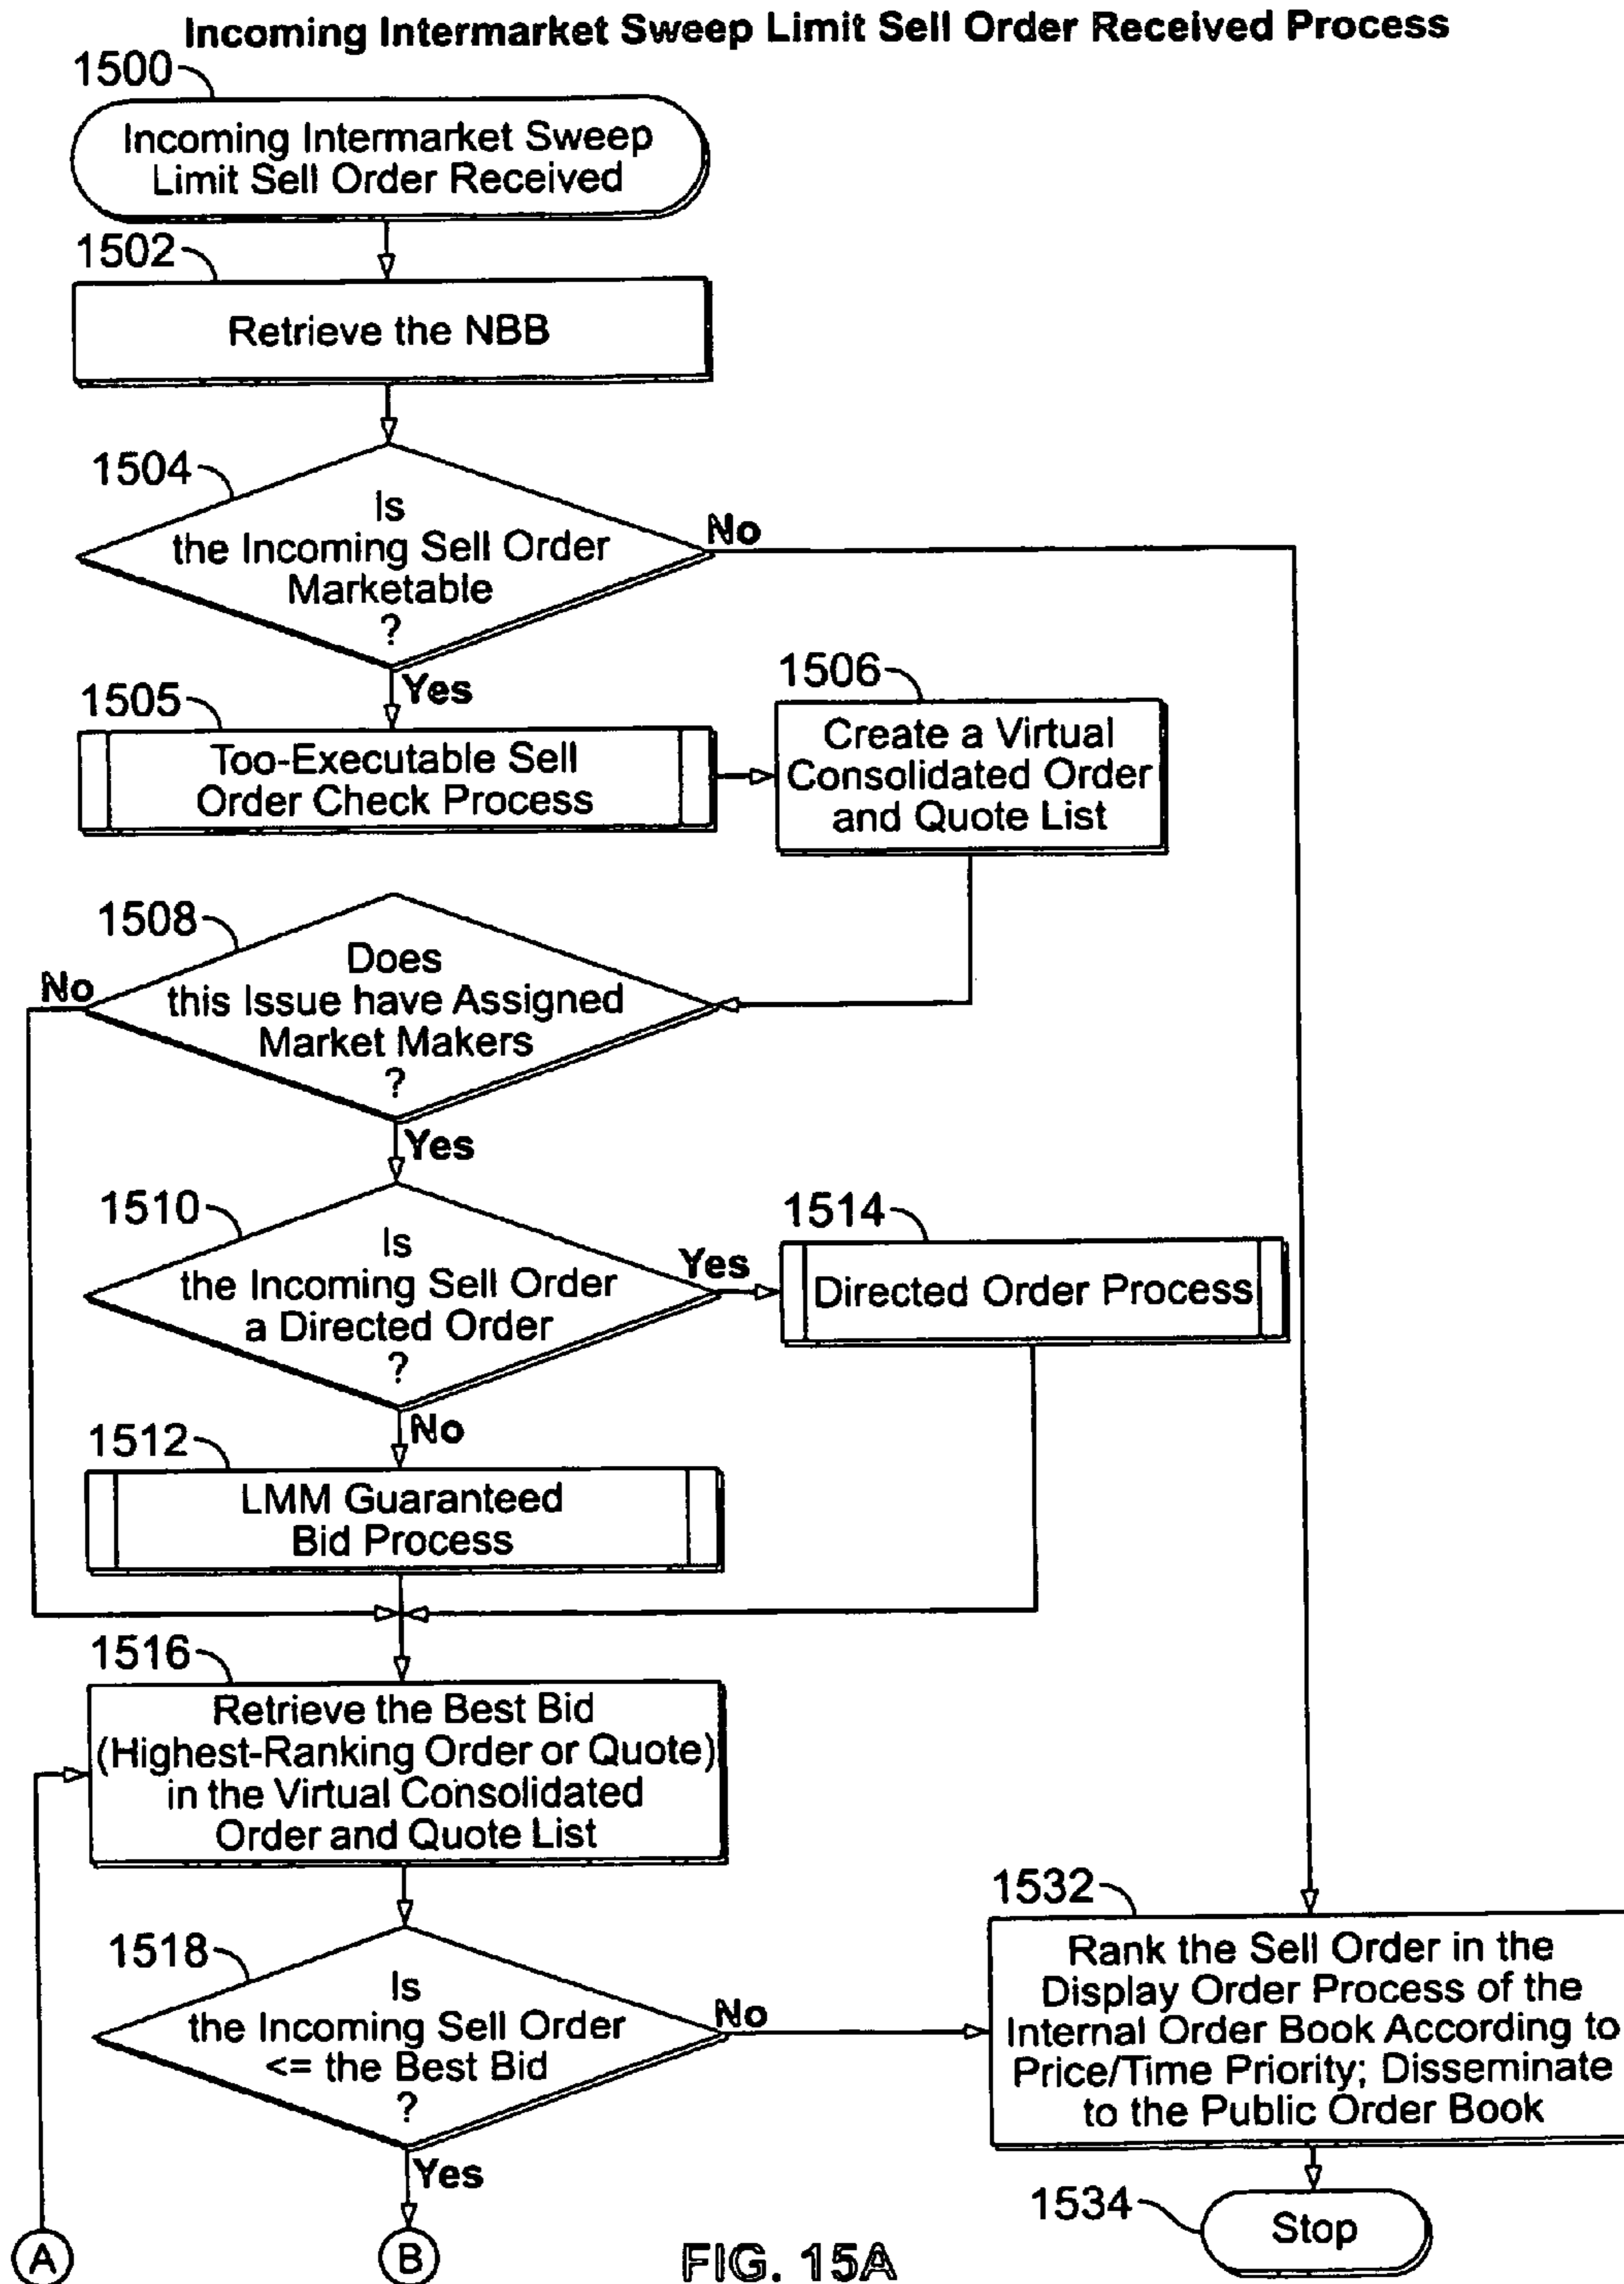 Incoming Intermarket Sweep Limit Sell Order Received Process
1500
Incoming Intermarket Sweep
Limit Sell Order Received
1502
Retrieve the NBB
1504
Is
the Incoming Sell Order
Marketable
?
No
Yes
1505
Too-Executable Sell
Order Check Process
1506
Create a Virtual
Consolidated Order
and Quote List
1508
Does
this Issue have Assigned
Market Makers
?
No
Yes
1510
Is
the Incoming Sell Order
a Directed Order
?
Yes
1514
Directed Order Process
No
1512
LMM Guaranteed
Bid Process
1516
Retrieve the Best Bid
(Highest-Ranking Order or Quote)
in the Virtual Consolidated
Order and Quote List
1518
Is
the Incoming Sell Order
<= the Best Bid
?
No
Yes
1532
Rank the Sell Order in the
Display Order Process of the
Internal Order Book According to
Price/Time Priority; Disseminate
to the Public Order Book
1534
Stop
A
B
FIG. 15A